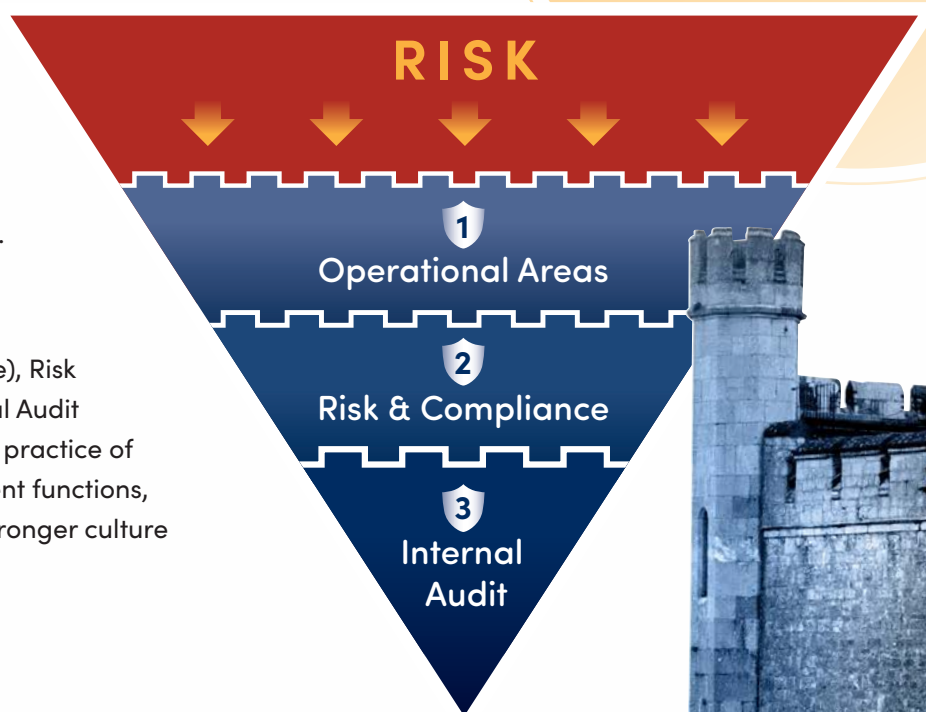 RISK
1
Operational Areas
e), Risk
2
l Audit
Risk & Compliance
practice of
nt functions,
3
ronger culture
Internal
Audit